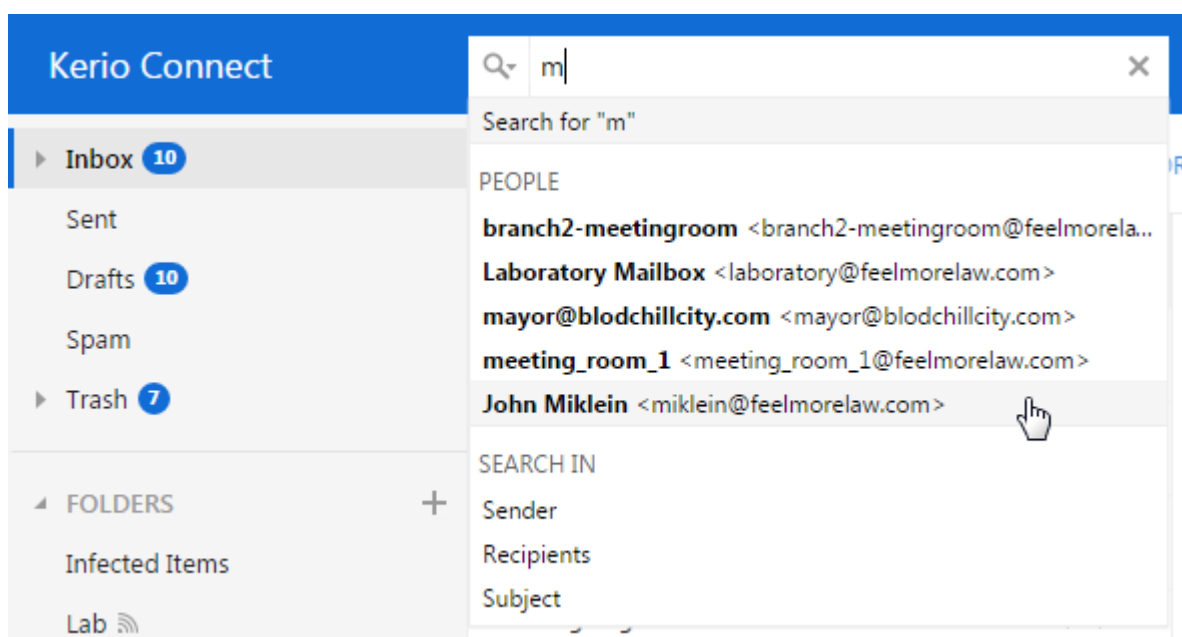 Kerio Connect
m
Search for "m"
Inbox 10
Sent
Drafts 10
Spam
Trash 7
FOLDERS
Infected Items
Lab
PEOPLE
branch2-meetingroom <branch2-meetingroom@feelmorela...
Laboratory Mailbox <laboratory@feelmorelaw.com>
mayor@blodchillcity.com <mayor@blodchillcity.com>
meeting_room_1 <meeting_room_1@feelmorelaw.com>
John Miklein <miklein@feelmorelaw.com>
SEARCH IN
Sender
Recipients
Subject